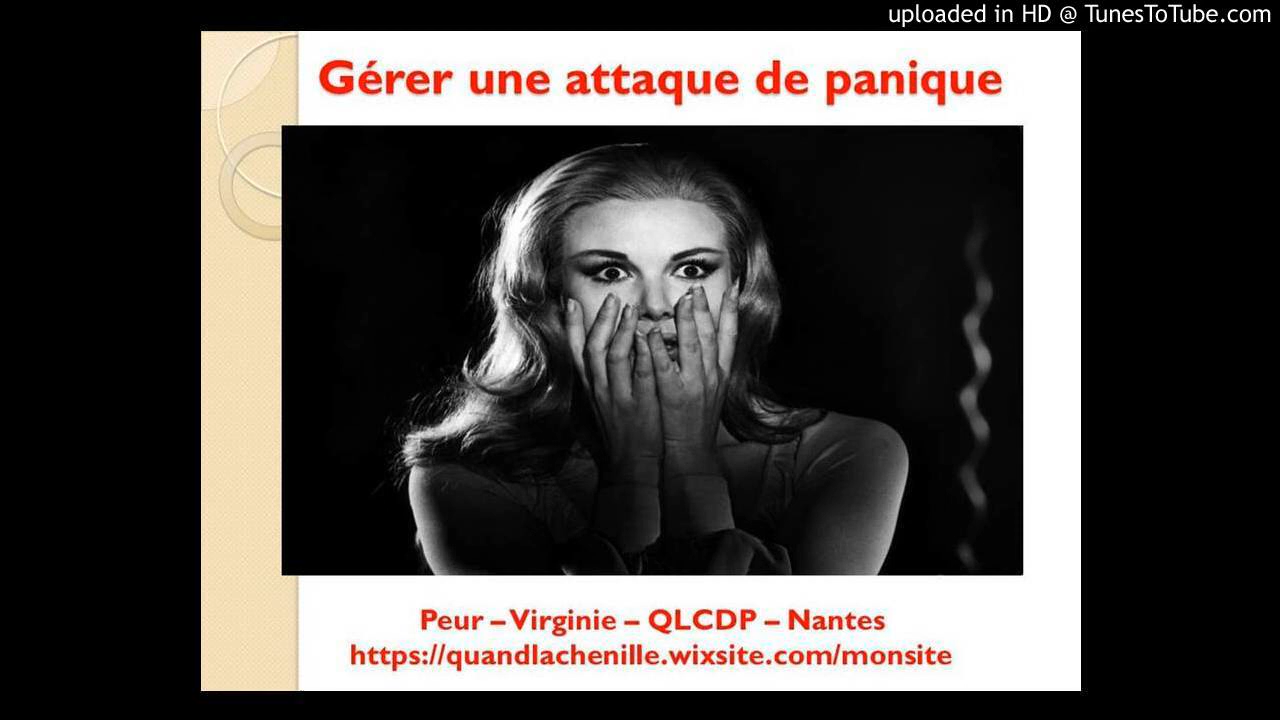 uploaded in HD @ TunesToTube.com
Gérer une attaque de panique
Peur – Virginie – QLCDP – Nantes
https://quandlachenille.wixsite.com/monsite